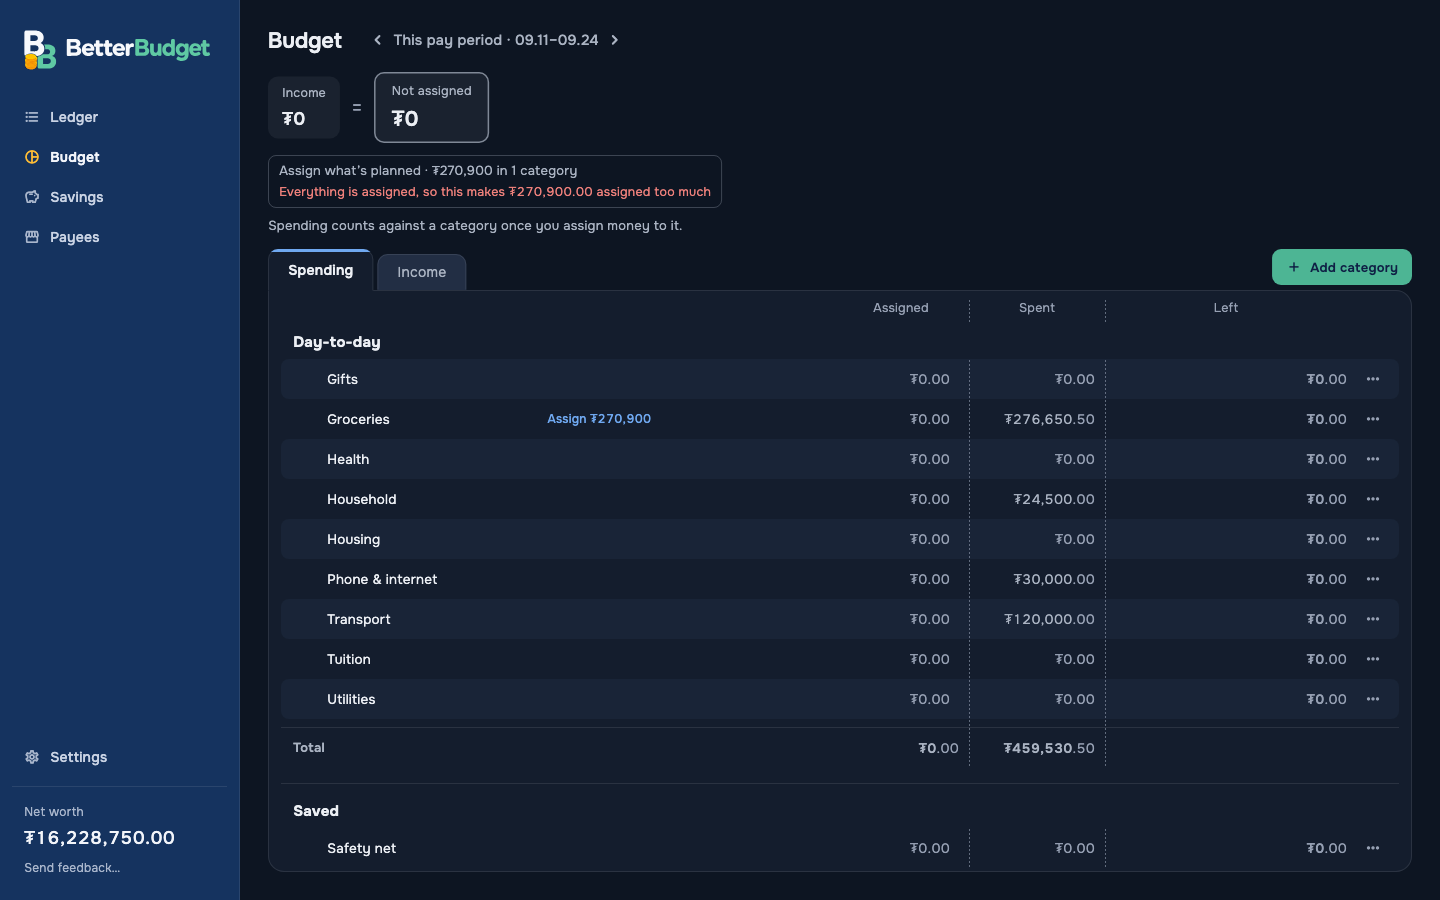 BetterBudget
Ledger
Budget
Savings
Payees
Settings
Net worth
₮16,228,750.00
Send feedback...
Budget
This pay period · 09.11–09.24
Income
₮0
=
Not assigned
₮0
Assign what's planned · ₮270,900 in 1 category
Everything is assigned, so this makes ₮270,900.00 assigned too much
Spending counts against a category once you assign money to it.
Spending
Income
+ Add category
Assigned Spent Left
Day-to-day
Gifts ₮0.00 ₮0.00 ₮0.00
Groceries Assign ₮270,900 ₮0.00 ₮276,650.50 ₮0.00
Health ₮0.00 ₮0.00 ₮0.00
Household ₮0.00 ₮24,500.00 ₮0.00
Housing ₮0.00 ₮0.00 ₮0.00
Phone & internet ₮0.00 ₮30,000.00 ₮0.00
Transport ₮0.00 ₮120,000.00 ₮0.00
Tuition ₮0.00 ₮0.00 ₮0.00
Utilities ₮0.00 ₮0.00 ₮0.00
Total ₮0.00 ₮459,530.50
Saved
Safety net ₮0.00 ₮0.00 ₮0.00